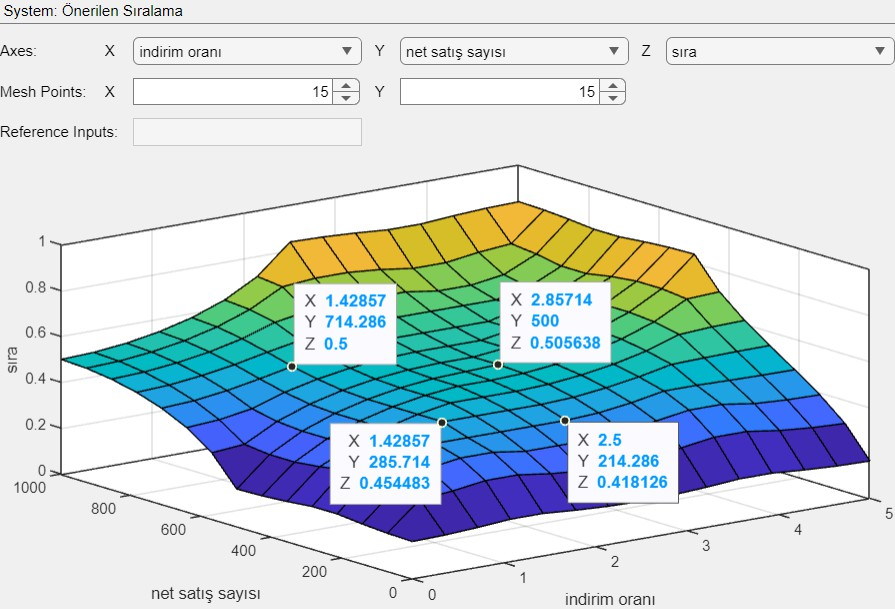 System: Önerilen Sıralama
Axes: X indirim oranı Y net satış sayısı Z sıra
Mesh Points: X 15 Y 15
Reference Inputs:
1
0.8
0.6
0.4
0.2
0
sıra
X 1.42857
Y 714.286
Z 0.5
X 2.85714
Y 500
Z 0.505638
X 1.42857
Y 285.714
Z 0.454483
X 2.5
Y 214.286
Z 0.418126
1000
800
600
400
200
0
net satış sayısı
0
1
2
3
4
5
indirim oranı